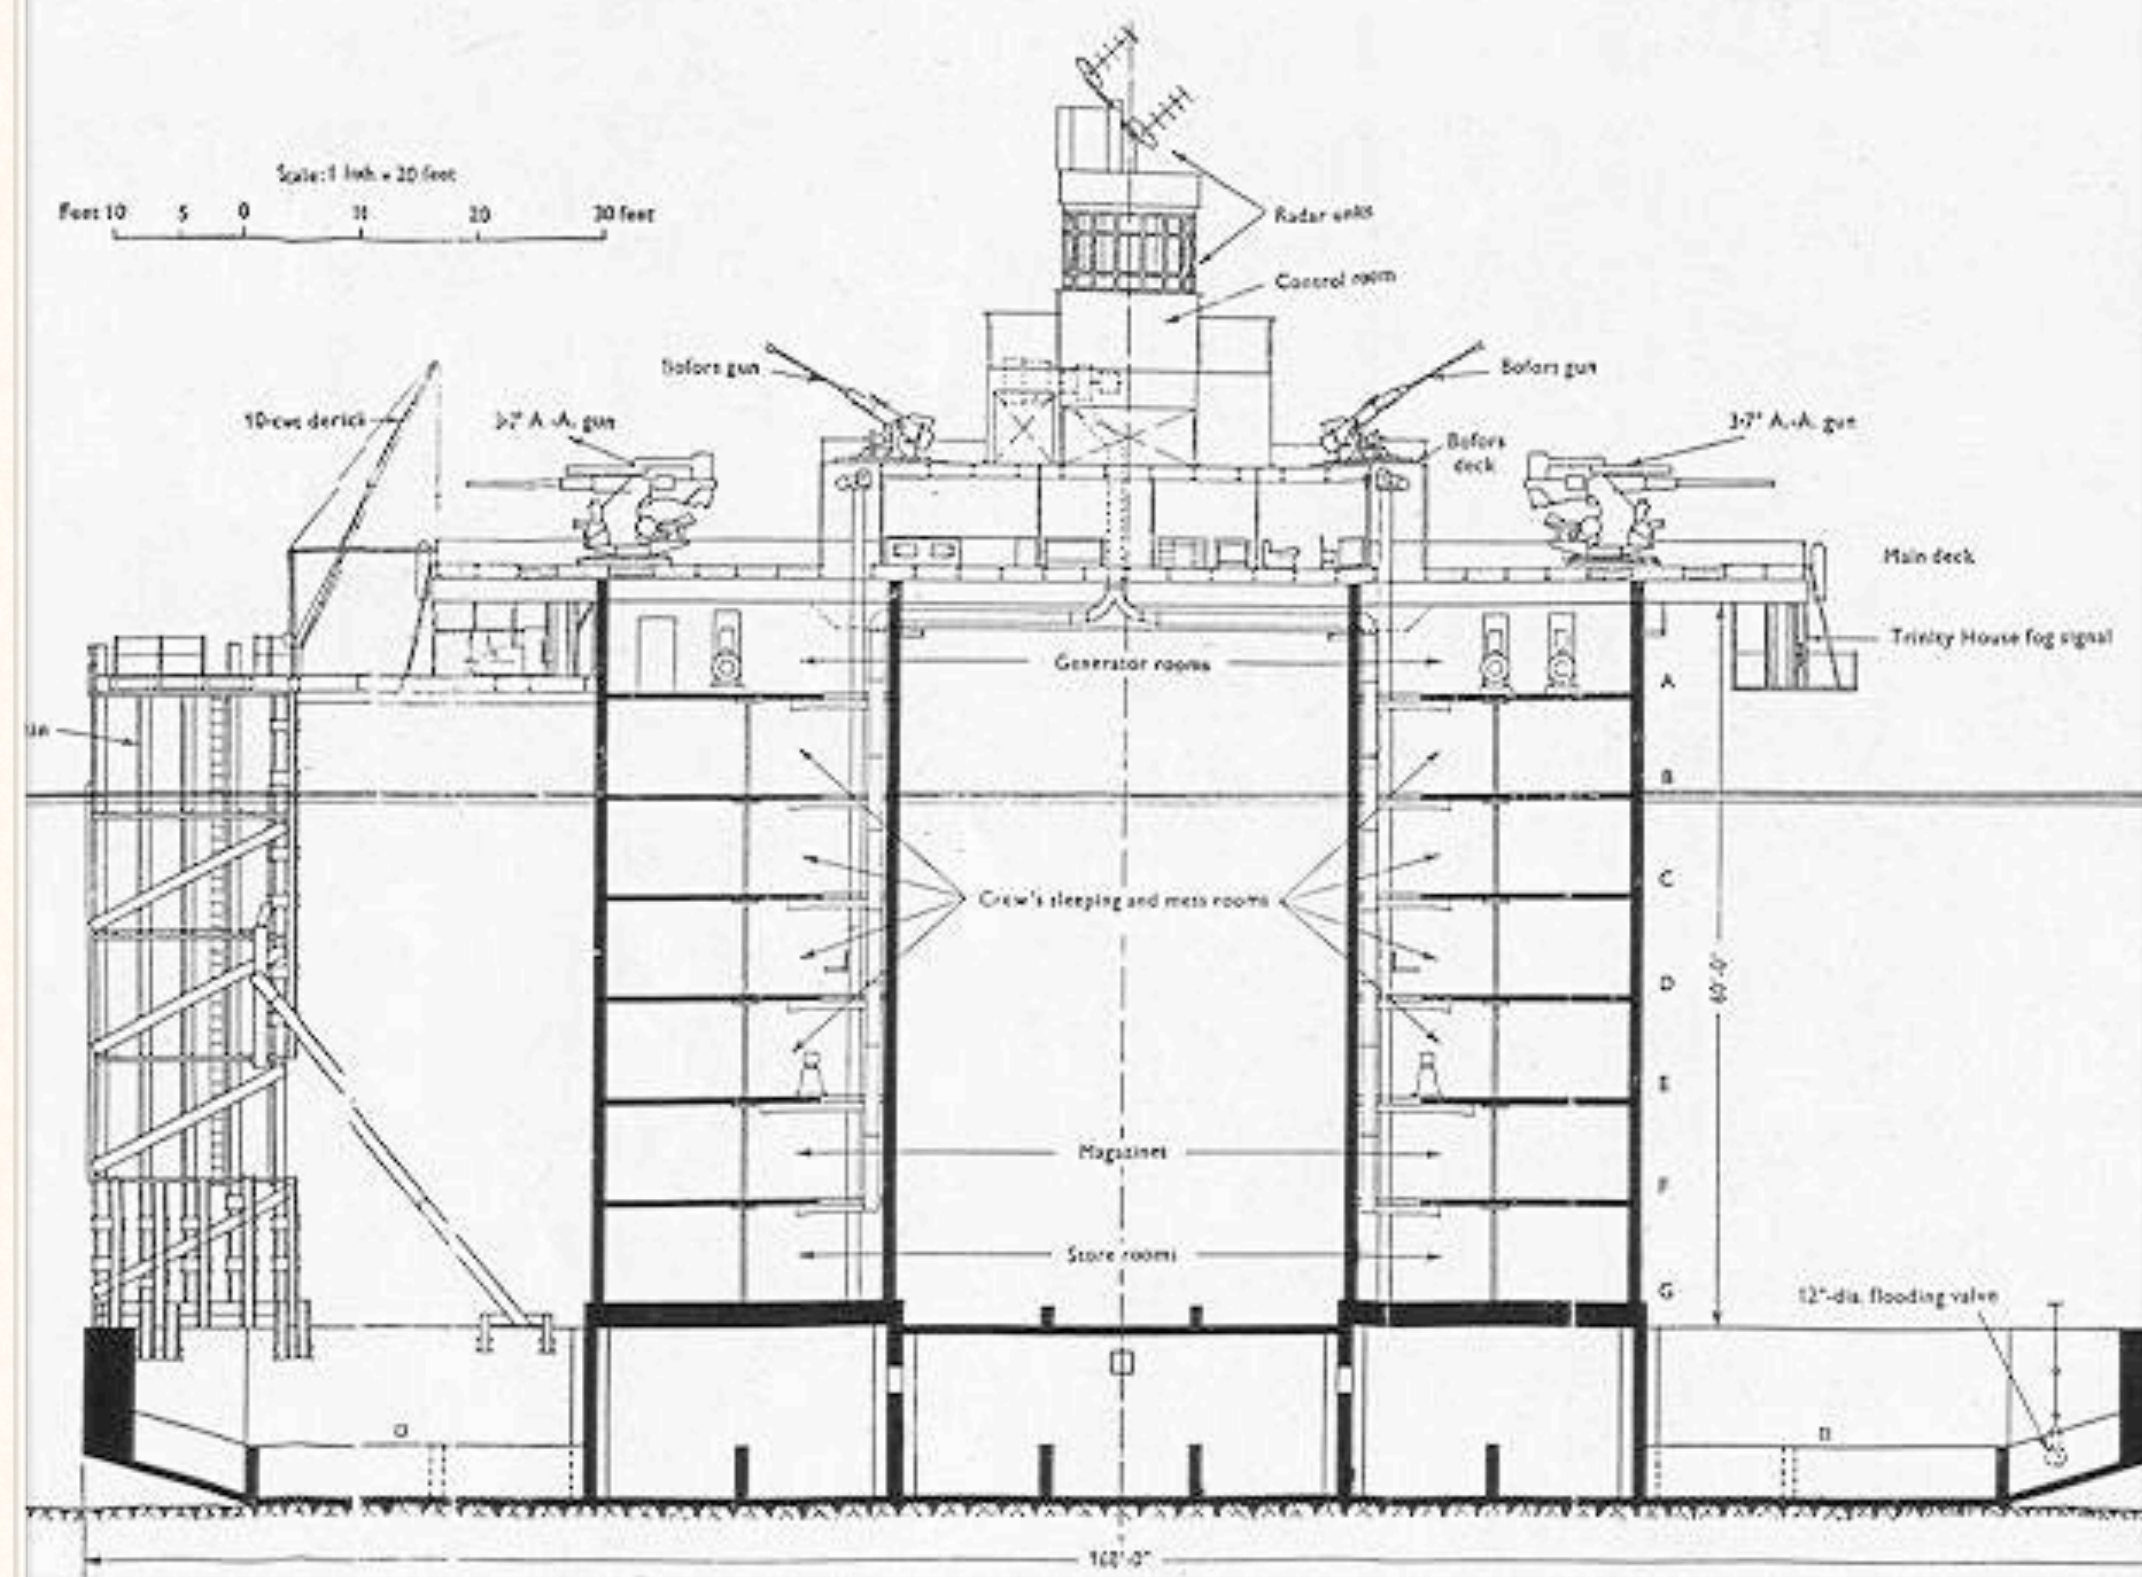 Scale: 1 Inch = 20 feet
Feet 10 5 0 10 20 30 feet
Radar units
Control room
Bofors gun
Bofors gun
10-cwt derrick
3·7" A.-A. gun
3·7" A.-A. gun
Bofors
deck
Main deck
Trinity House fog signal
Generator rooms
A
B
C
Crew's sleeping and mess rooms
D
60'-0"
E
Magazines
F
Store rooms
G
12"-dia. flooding valve
168'-0"